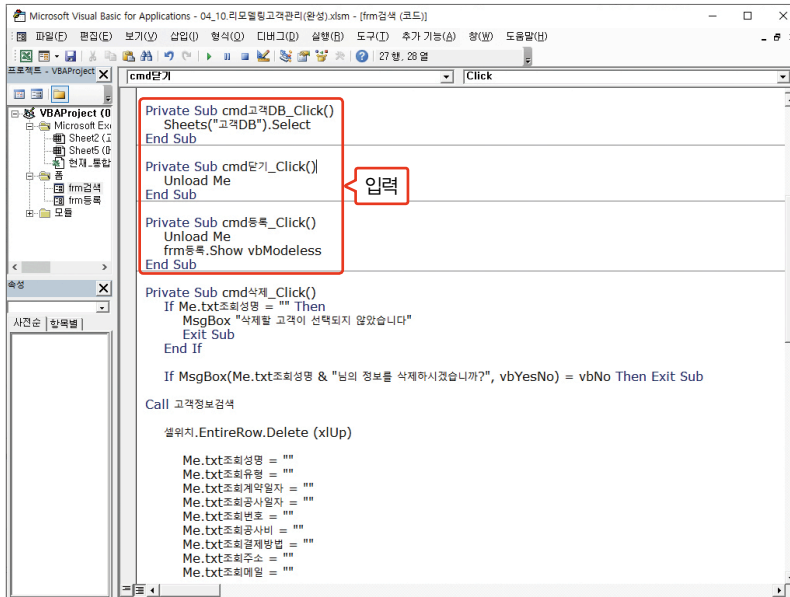 Microsoft Visual Basic for Applications - 04_10.리모델링고객관리(완성).xlsm - [frm검색 (코드)]
파일(F) 편집(E) 보기(V) 삽입(I) 형식(O) 디버그(D) 실행(R) 도구(T) 추가 기능(A) 창(W) 도움말(H)
27 행, 28 열
프로젝트 - VBAProject
cmd닫기
Click
VBAProject (0
Microsoft Exc
Sheet2 (고
Sheet5 (
현재_통합
폼
frm검색
frm등록
모듈
속성
사전순 항목별
Private Sub cmd고객DB_Click()
Sheets("고객DB").Select
End Sub
Private Sub cmd닫기_Click()
Unload Me
End Sub
입력
Private Sub cmd등록_Click()
Unload Me
frm등록.Show vbModeless
End Sub
Private Sub cmd삭제_Click()
If Me.txt조회성명 = "" Then
MsgBox "삭제할 고객이 선택되지 않았습니다"
Exit Sub
End If
If MsgBox(Me.txt조회성명 & "님의 정보를 삭제하시겠습니까?", vbYesNo) = vbNo Then Exit Sub
Call 고객정보검색
셀위치.EntireRow.Delete (xlUp)
Me.txt조회성명 = ""
Me.txt조회유형 = ""
Me.txt조회계약일자 = ""
Me.txt조회공사일자 = ""
Me.txt조회번호 = ""
Me.txt조회공사비 = ""
Me.txt조회결제방법 = ""
Me.txt조회주소 = ""
Me.txt조회메일 = ""